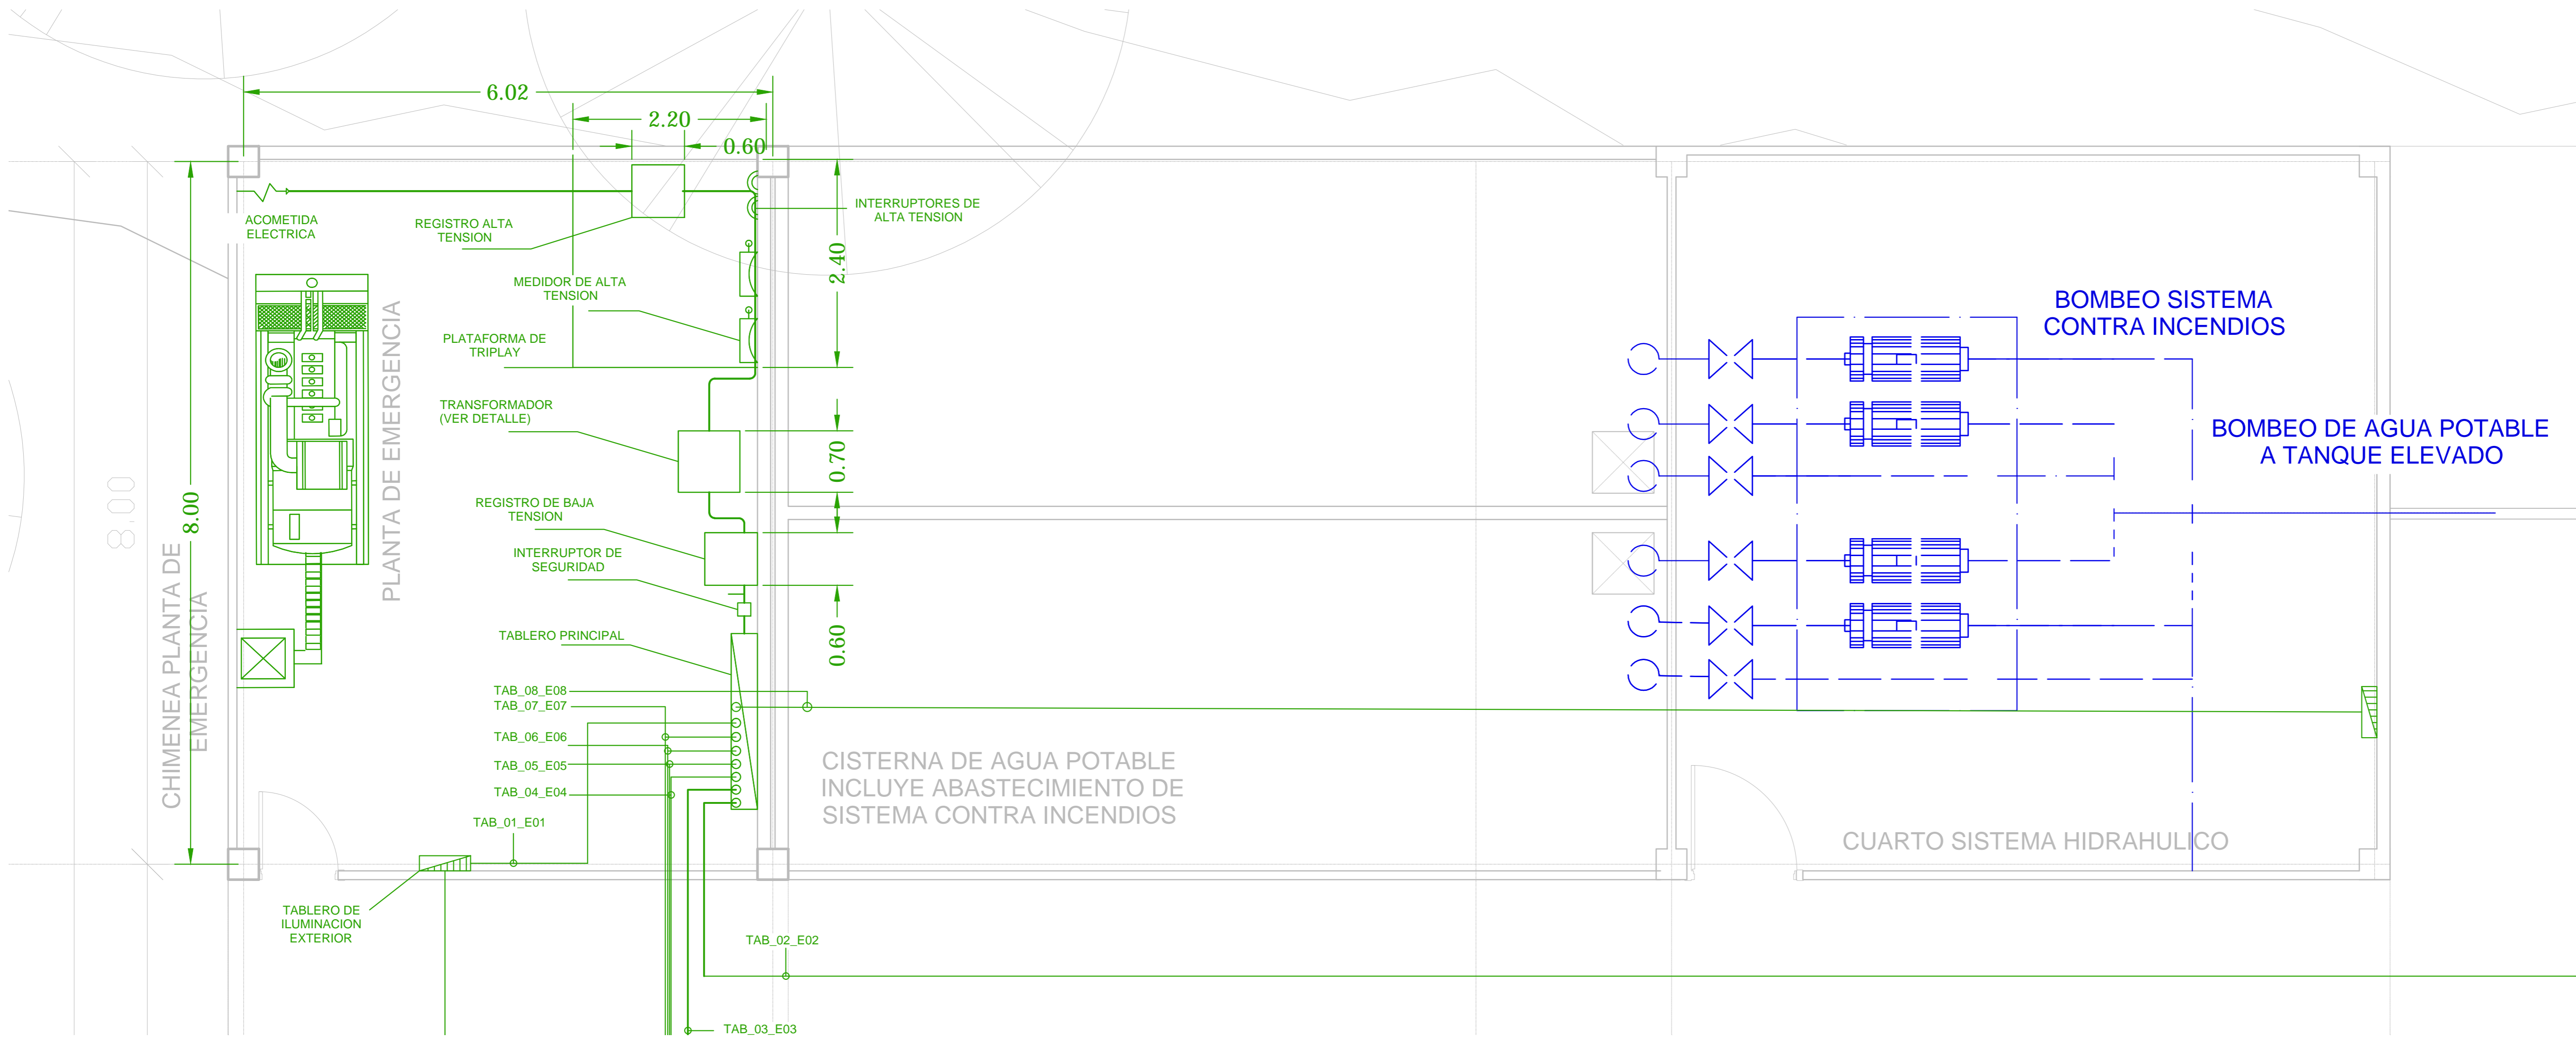 6.02
2.20
0.60
ACOMETIDA
ELECTRICA
REGISTRO ALTA
TENSION
INTERRUPTORES DE
ALTA TENSION
2.40
MEDIDOR DE ALTA
TENSION
PLATAFORMA DE
TRIPLAY
TRANSFORMADOR
(VER DETALLE)
0.70
REGISTRO DE BAJA
TENSION
INTERRUPTOR DE
SEGURIDAD
0.60
TABLERO PRINCIPAL
8.00
8.00
CHIMENEA PLANTA DE
EMERGENCIA
PLANTA DE EMERGENCIA
TAB_08_E08
TAB_07_E07
TAB_06_E06
TAB_05_E05
TAB_04_E04
TAB_01_E01
TABLERO DE
ILUMINACION
EXTERIOR
TAB_02_E02
TAB_03_E03
CISTERNA DE AGUA POTABLE
INCLUYE ABASTECIMIENTO DE
SISTEMA CONTRA INCENDIOS
BOMBEO SISTEMA
CONTRA INCENDIOS
BOMBEO DE AGUA POTABLE
A TANQUE ELEVADO
CUARTO SISTEMA HIDRAHULICO